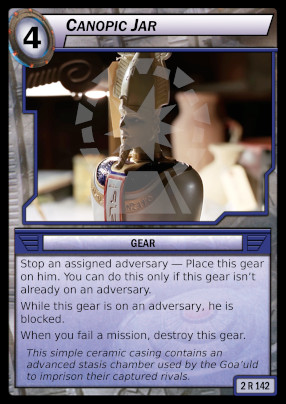 4
CANOPIC JAR
GEAR
Stop an assigned adversary — Place this gear
on him. You can do this only if this gear isn't
already on an adversary.
While this gear is on an adversary, he is
blocked.
When you fail a mission, destroy this gear.
This simple ceramic casing contains an
advanced stasis chamber used by the Goa'uld
to imprison their captured rivals.
2 R 142